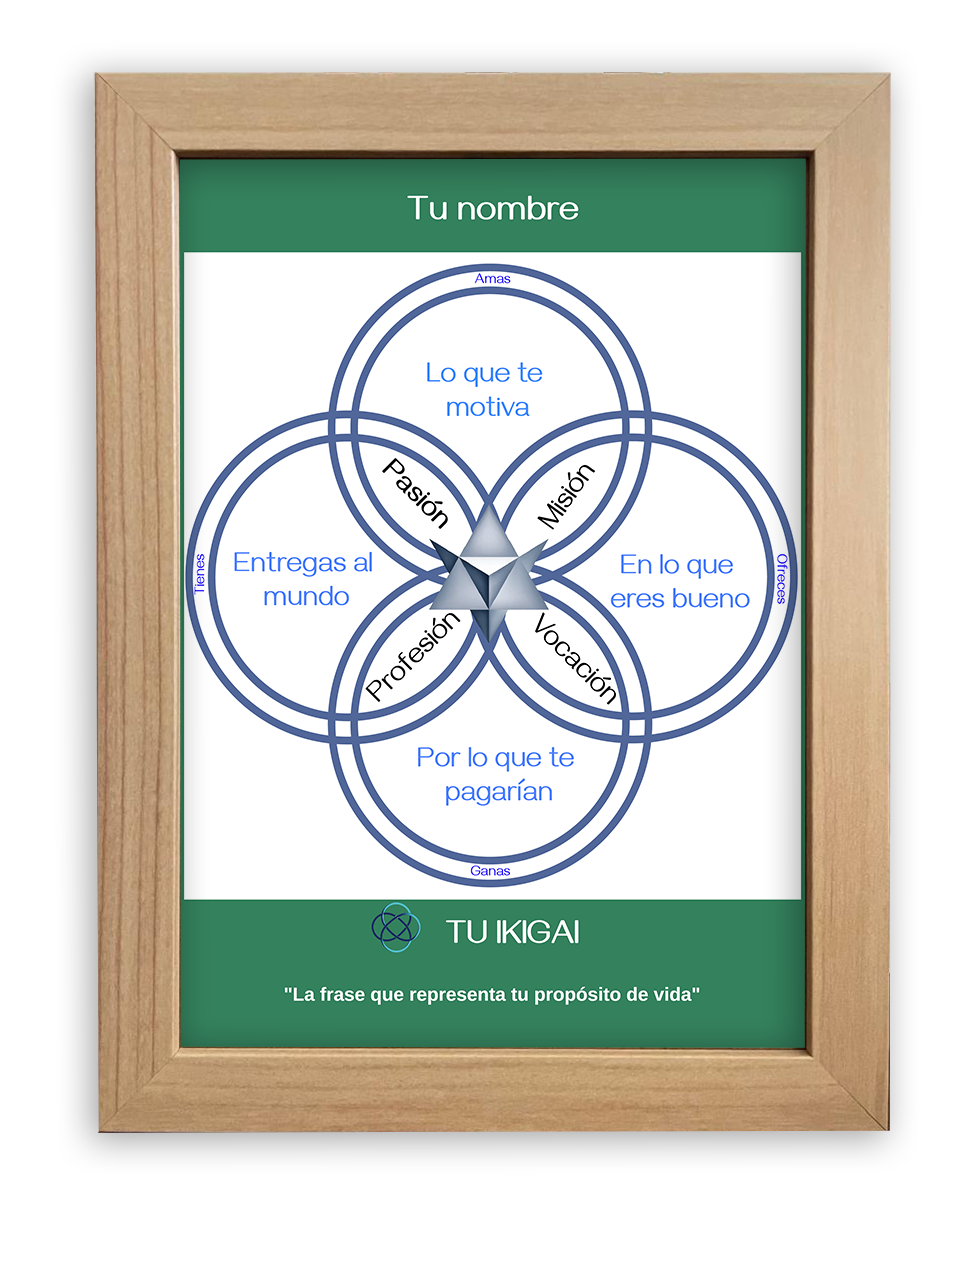 Tu nombre
Amas
Lo que te
motiva
Pasión
Misión
Tienes
Entregas al
mundo
En lo que
eres bueno
Ofreces
Profesión
Vocación
Por lo que te
pagarían
Ganas
TU IKIGAI
"La frase que representa tu propósito de vida"